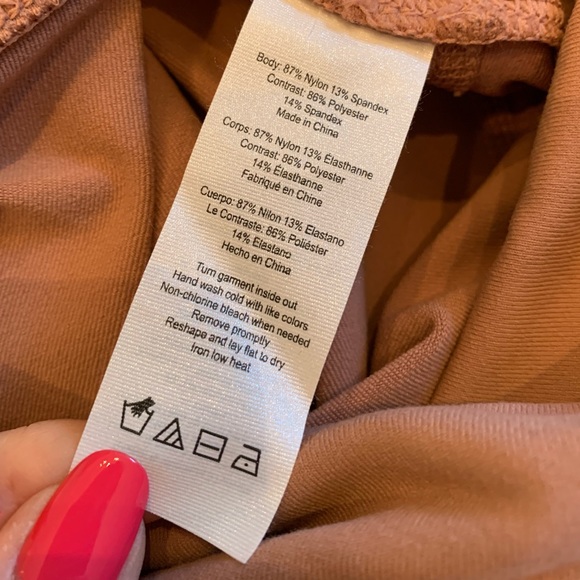 Body: 87% Nylon 13% Spandex
Contrast: 86% Polyester
14% Spandex
Made in China
Corps: 87% Nylon 13% Élasthanne
Contrast: 86% Polyester
14% Élasthanne
Fabriqué en Chine
Cuerpo: 87% Nilon 13% Elastano
Le Contraste: 86% Poliéster
14% Elastano
Hecho en China
Turn garment inside out
Hand wash cold with like colors
Non-chlorine bleach when needed
Remove promptly
Reshape and lay flat to dry
Iron low heat